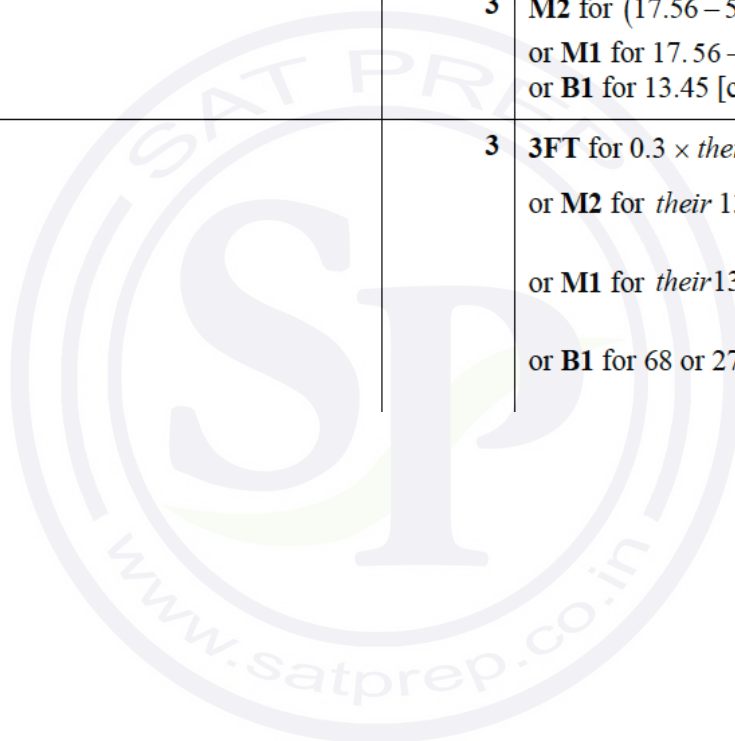 3 M2 for (17.56 – 5
or M1 for 17.56 –
or B1 for 13.45 [c
3 3FT for 0.3 × thei
or M2 for their 13
or M1 for their13
or B1 for 68 or 27
SAT PREP
SP
www.satprep.co.in